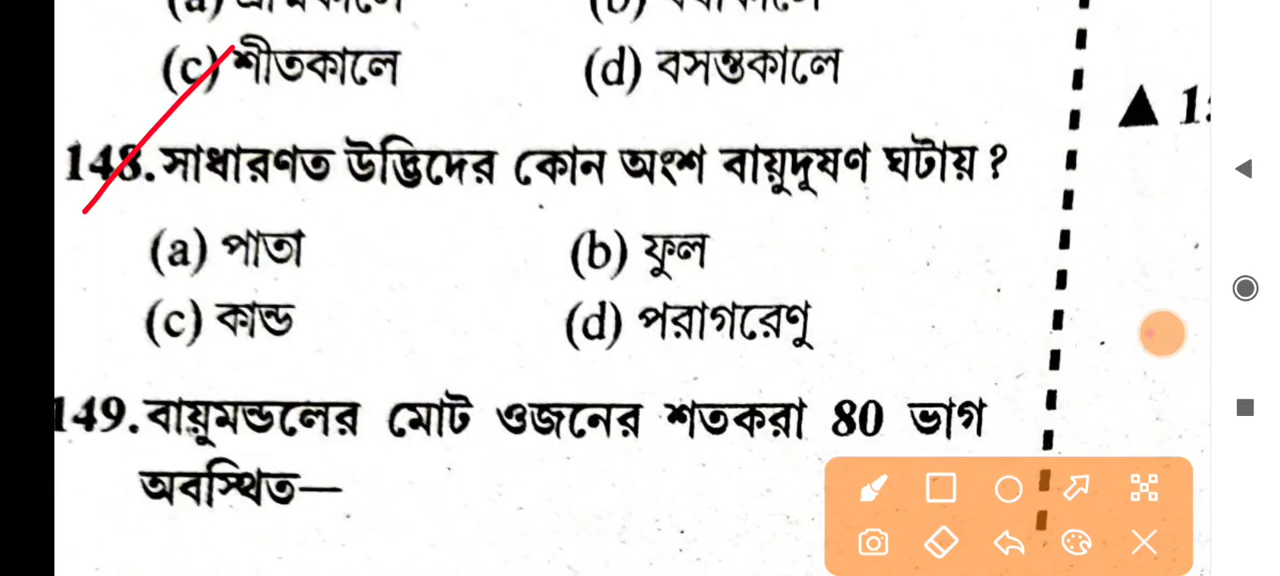 (c) শীতকালে (d) বসন্তকালে
148. সাধারণত উদ্ভিদের কোন অংশ বায়ুদূষণ ঘটায় ?
(a) পাতা (b) ফুল
(c) কান্ড (d) পরাগরেণু
149. বায়ুমন্ডলের মোট ওজনের শতকরা 80 ভাগ
অবস্থিত—